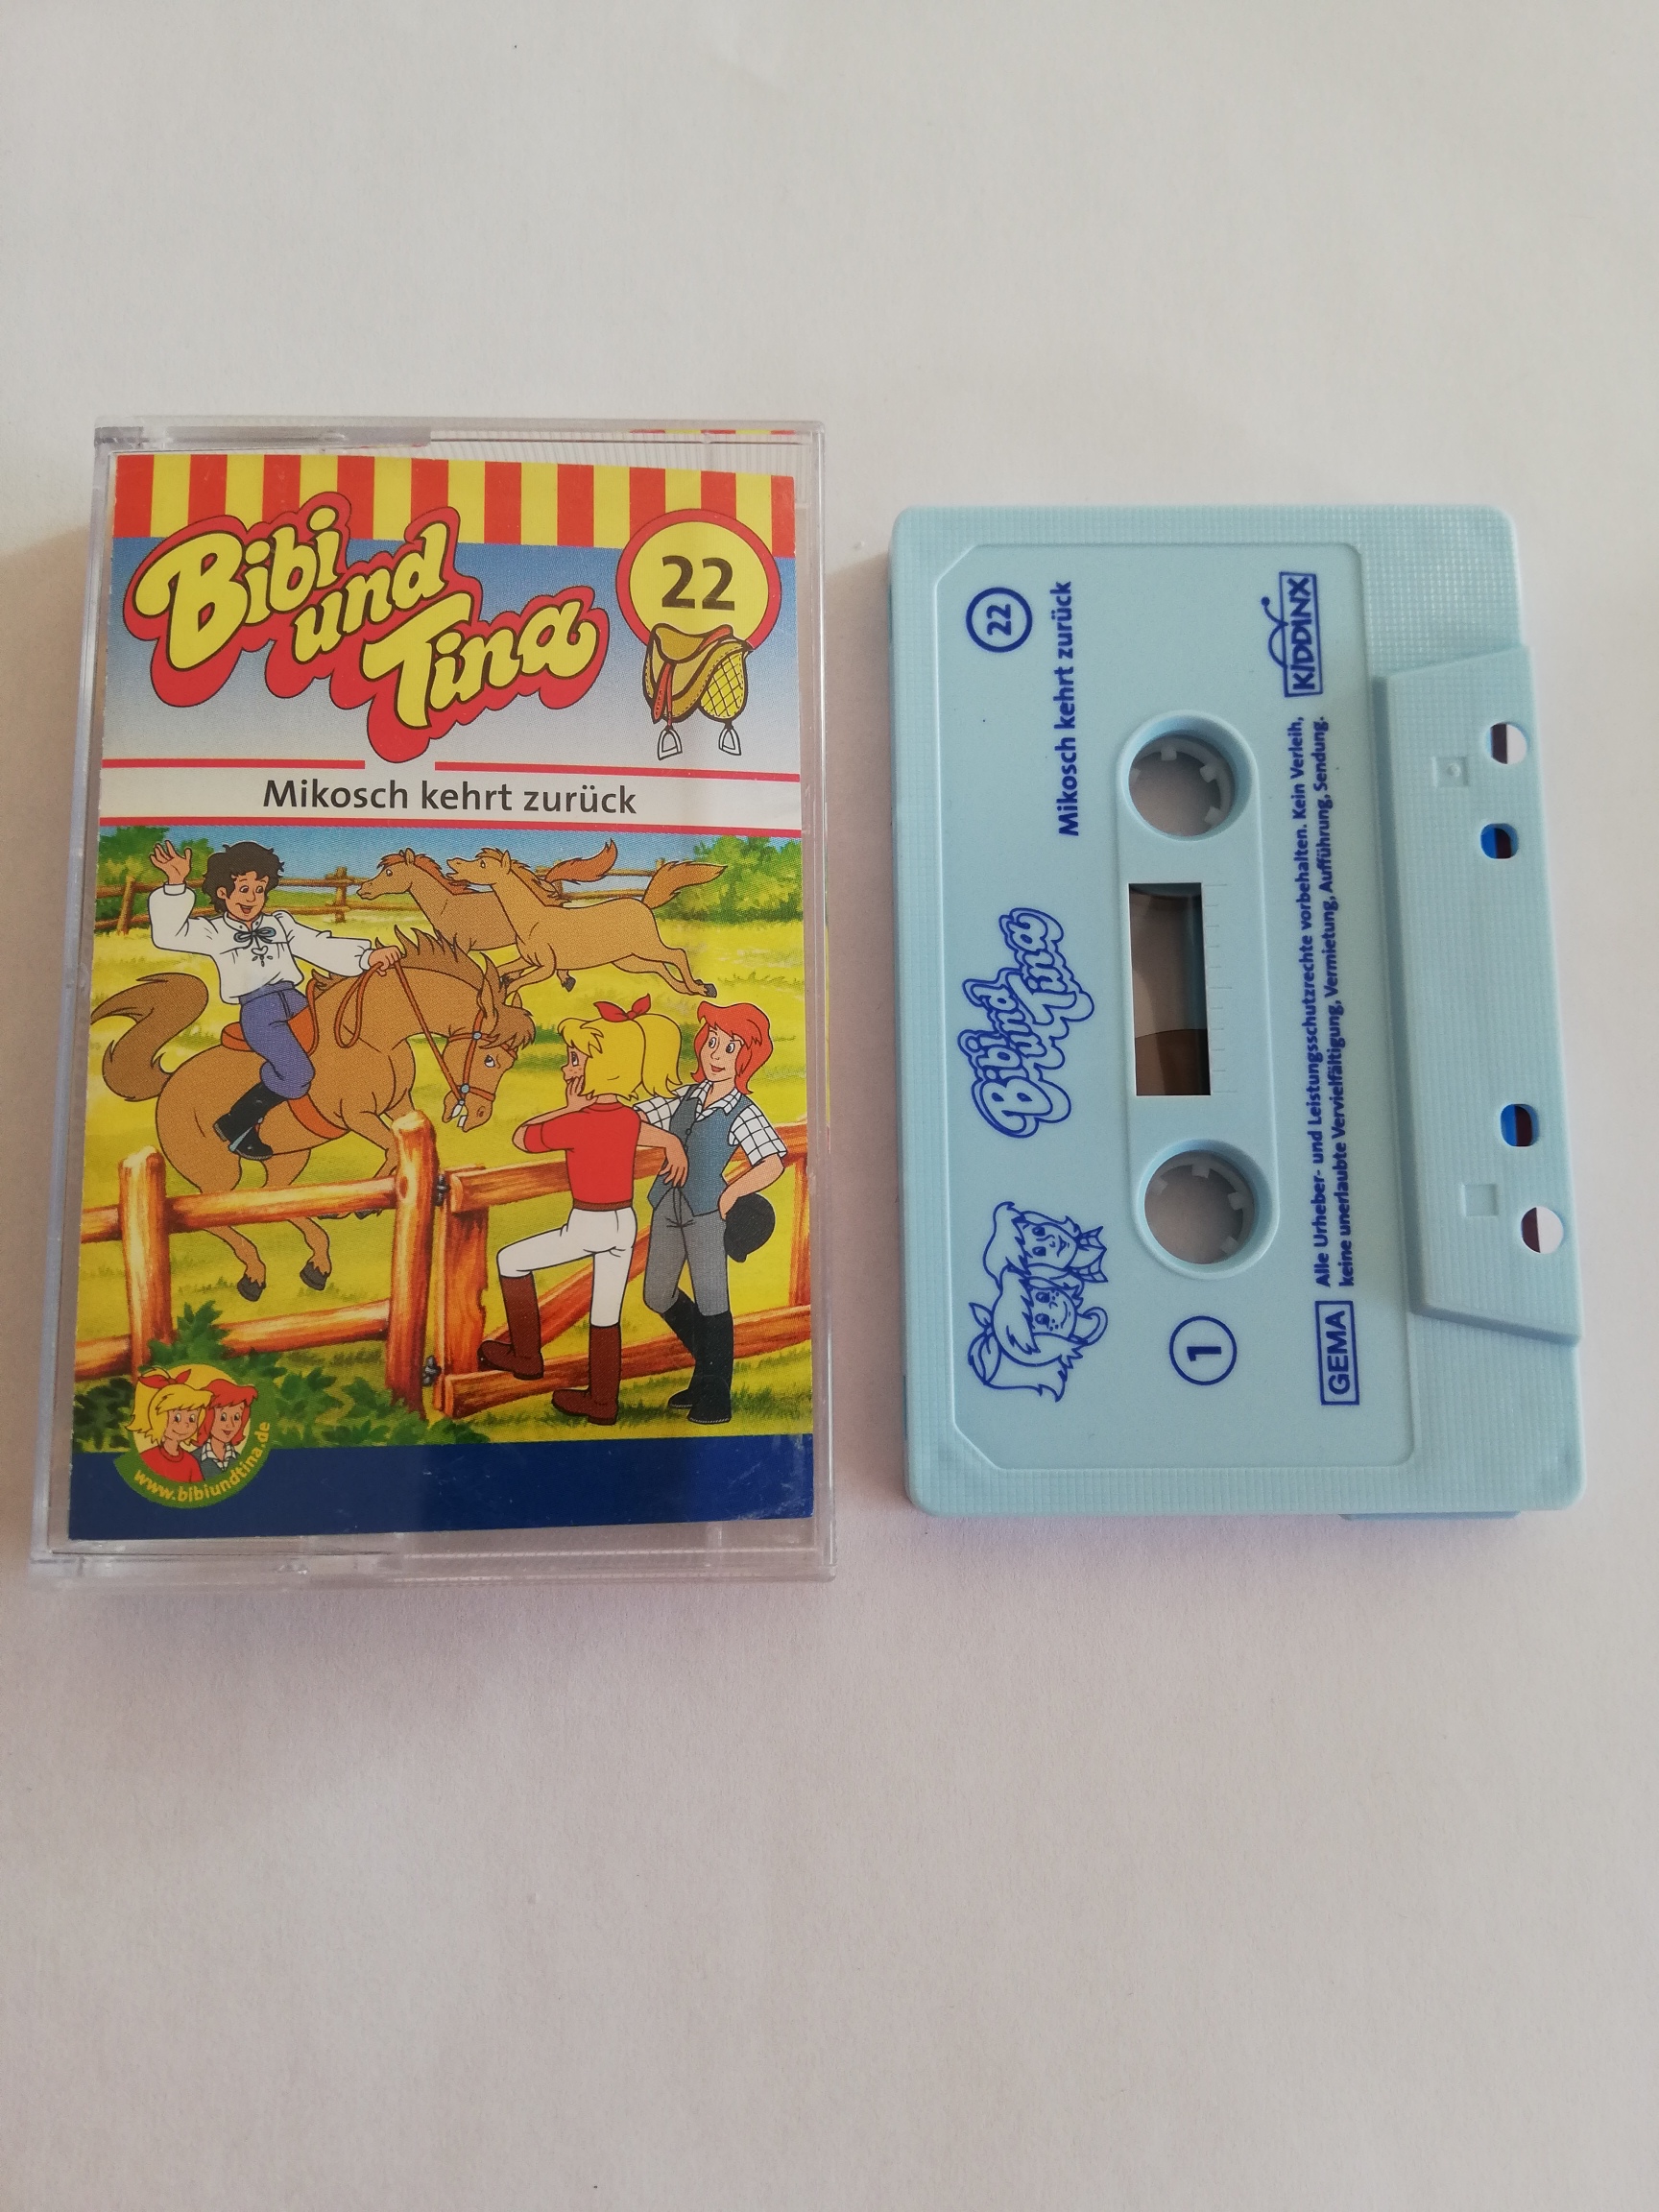 Bibi
und
Tina
22
Mikosch kehrt zurück
www.bibiundtina.de
22
Mikosch kehrt zurück
Bibi
und
Tina
1
KIDDINX
GEMA
Alle Urheber- und Leistungsschutzrechte vorbehalten. Kein Verleih,
keine unerlaubte Vervielfältigung, Vermietung, Aufführung, Sendung.